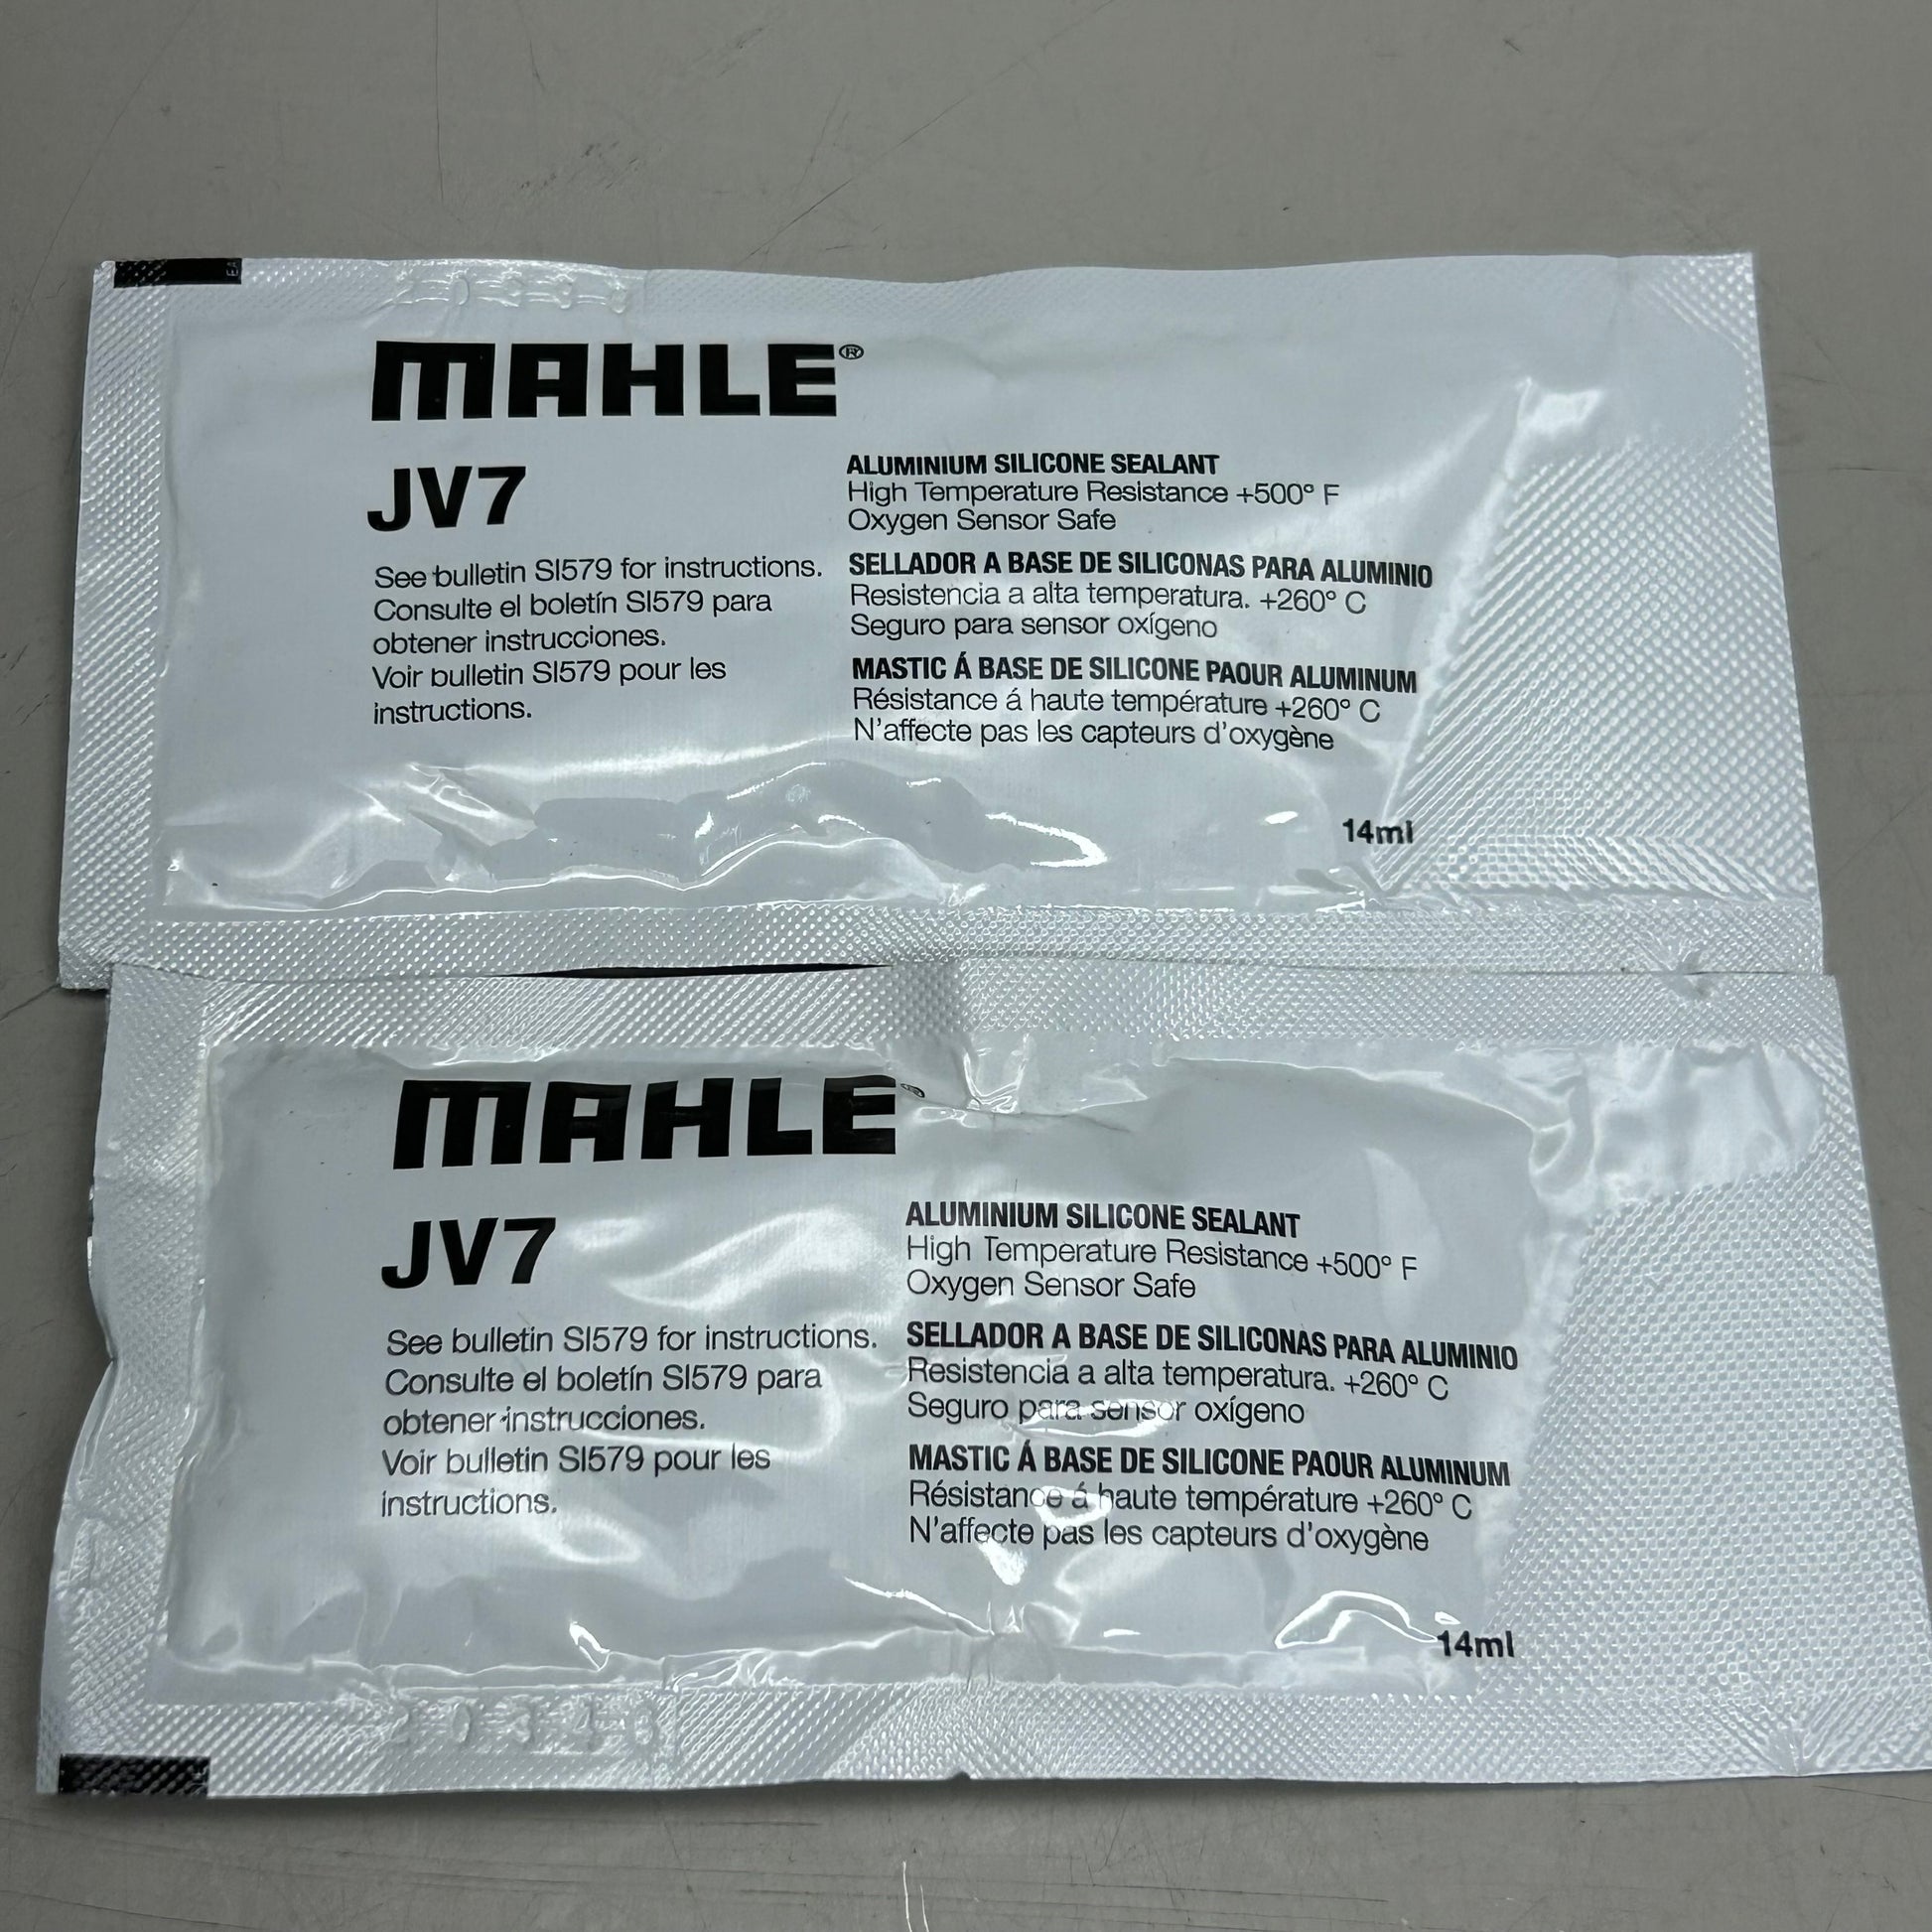 MAHLE®
JV7
See bulletin SI579 for instructions.
Consulte el boletín SI579 para
obtener instrucciones.
Voir bulletin SI579 pour les
instructions.
ALUMINIUM SILICONE SEALANT
High Temperature Resistance +500° F
Oxygen Sensor Safe
SELLADOR A BASE DE SILICONAS PARA ALUMINIO
Resistencia a alta temperatura. +260° C
Seguro para sensor oxígeno
MASTIC Á BASE DE SILICONE PAOUR ALUMINUM
Résistance á haute température +260° C
N'affecte pas les capteurs d'oxygène
14ml
MAHLE®
JV7
See bulletin SI579 for instructions.
Consulte el boletín SI579 para
obtener instrucciones.
Voir bulletin SI579 pour les
instructions.
ALUMINIUM SILICONE SEALANT
High Temperature Resistance +500° F
Oxygen Sensor Safe
SELLADOR A BASE DE SILICONAS PARA ALUMINIO
Resistencia a alta temperatura. +260° C
Seguro para sensor oxígeno
MASTIC Á BASE DE SILICONE PAOUR ALUMINUM
Résistance á haute température +260° C
N'affecte pas les capteurs d'oxygène
14ml